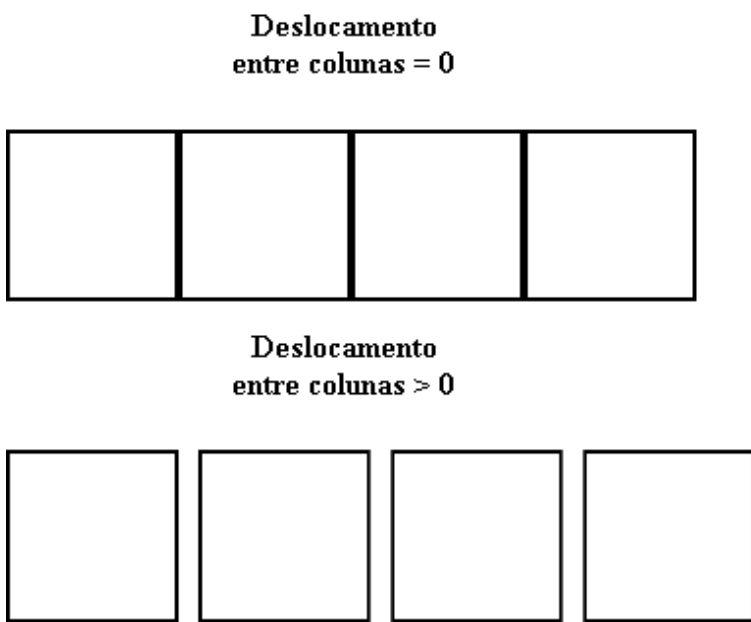 Deslocamento
entre colunas = 0
Deslocamento
entre colunas > 0